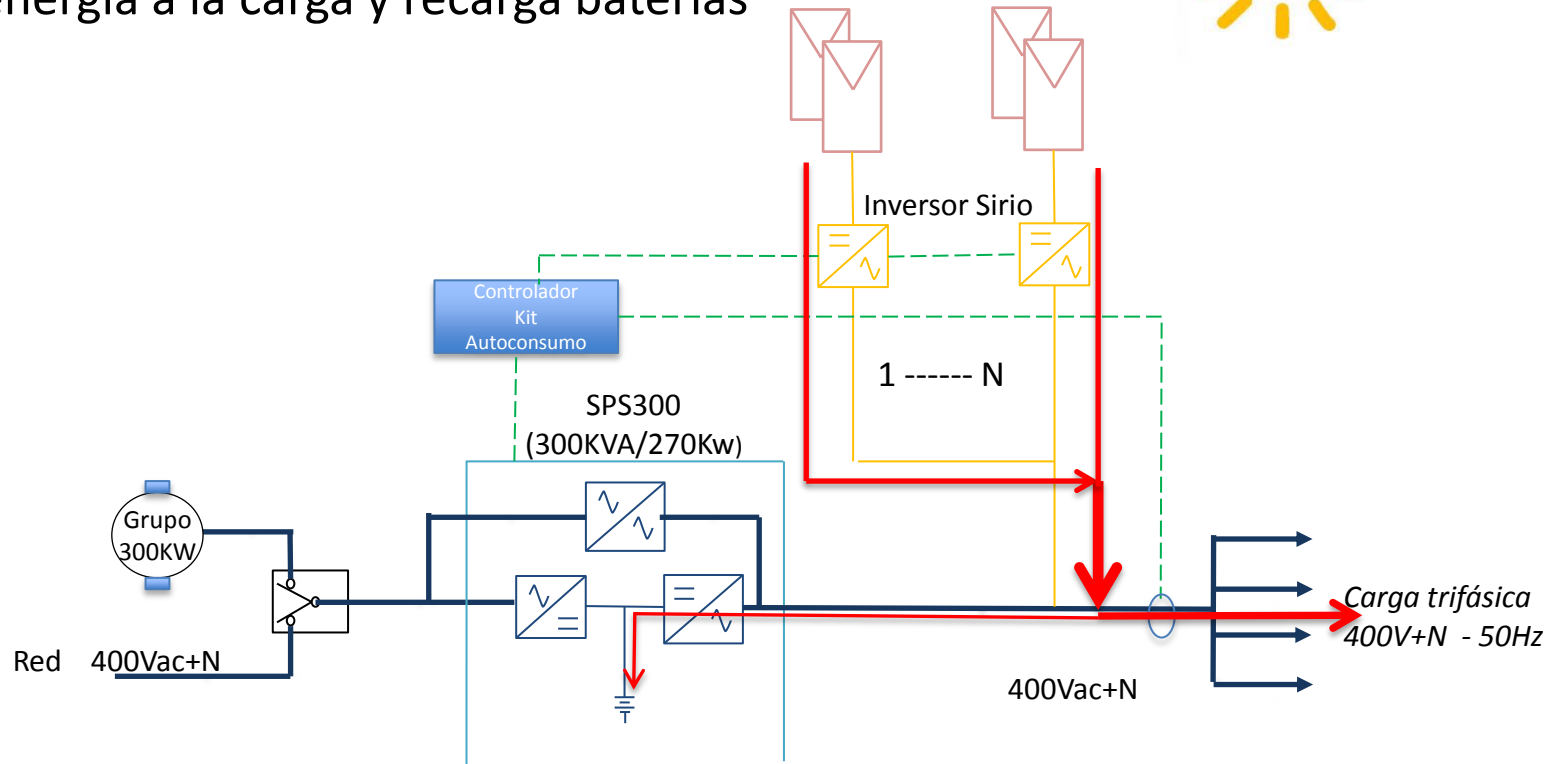 energía a la carga y recarga baterías
Inversor Sirio
Controlador
Kit
Autoconsumo
1 ------ N
SPS300
(300KVA/270Kw)
Grupo
300KW
Carga trifásica
400V+N - 50Hz
Red 400Vac+N
400Vac+N